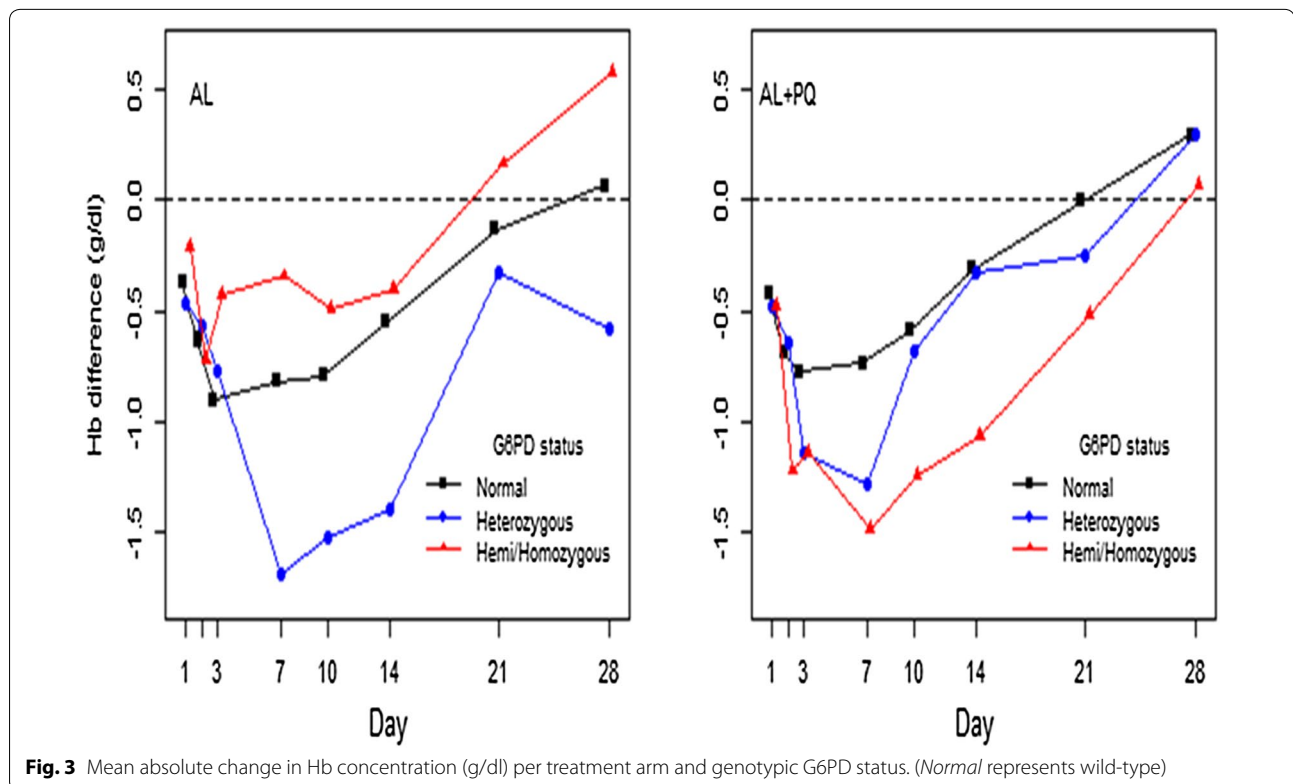 AL
0.5
0.0
-0.5
-1.0
-1.5
Hb difference (g/dl)
G6PD status
Normal
Heterozygous
Hemi/Homozygous
1 3 7 10 14 21 28
Day
AL+PQ
0.5
0.0
-0.5
-1.0
-1.5
G6PD status
Normal
Heterozygous
Hemi/Homozygous
1 3 7 10 14 21 28
Day
Fig. 3 Mean absolute change in Hb concentration (g/dl) per treatment arm and genotypic G6PD status. (Normal represents wild-type)